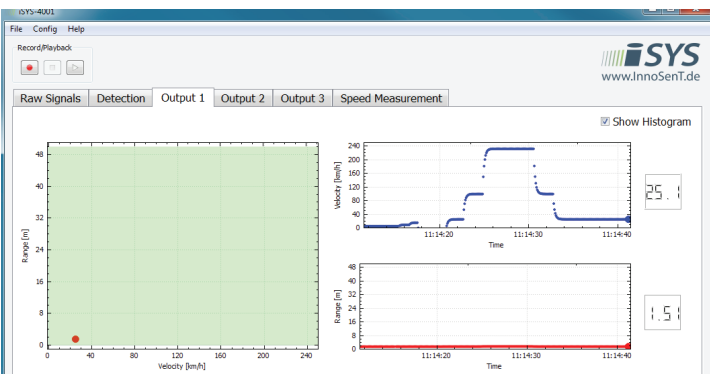 iSYS-4001
File Config Help
Record/Playback
iSYS
www.InnoSenT.de
Raw Signals Detection Output 1 Output 2 Output 3 Speed Measurement
Show Histogram
48
40
32
24
16
8
0
Range [m]
0 40 80 120 160 200 240
Velocity [km/h]
240
200
160
120
80
40
0
Velocity [km/h]
11:14:20 11:14:30 11:14:40
Time
25.1
48
40
32
24
16
8
0
Range [m]
11:14:20 11:14:30 11:14:40
Time
1.51